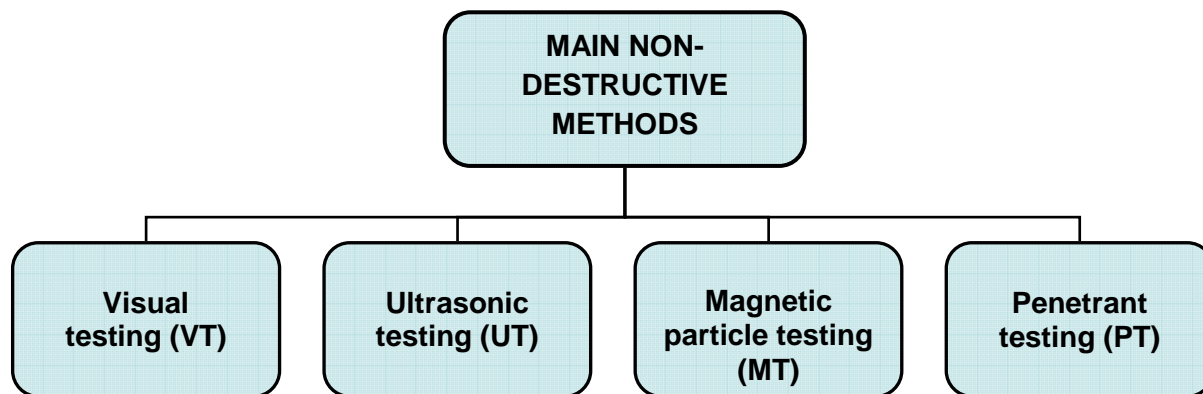 MAIN NON-
DESTRUCTIVE
METHODS
Visual
testing (VT)
Ultrasonic
testing (UT)
Magnetic
particle testing
(MT)
Penetrant
testing (PT)